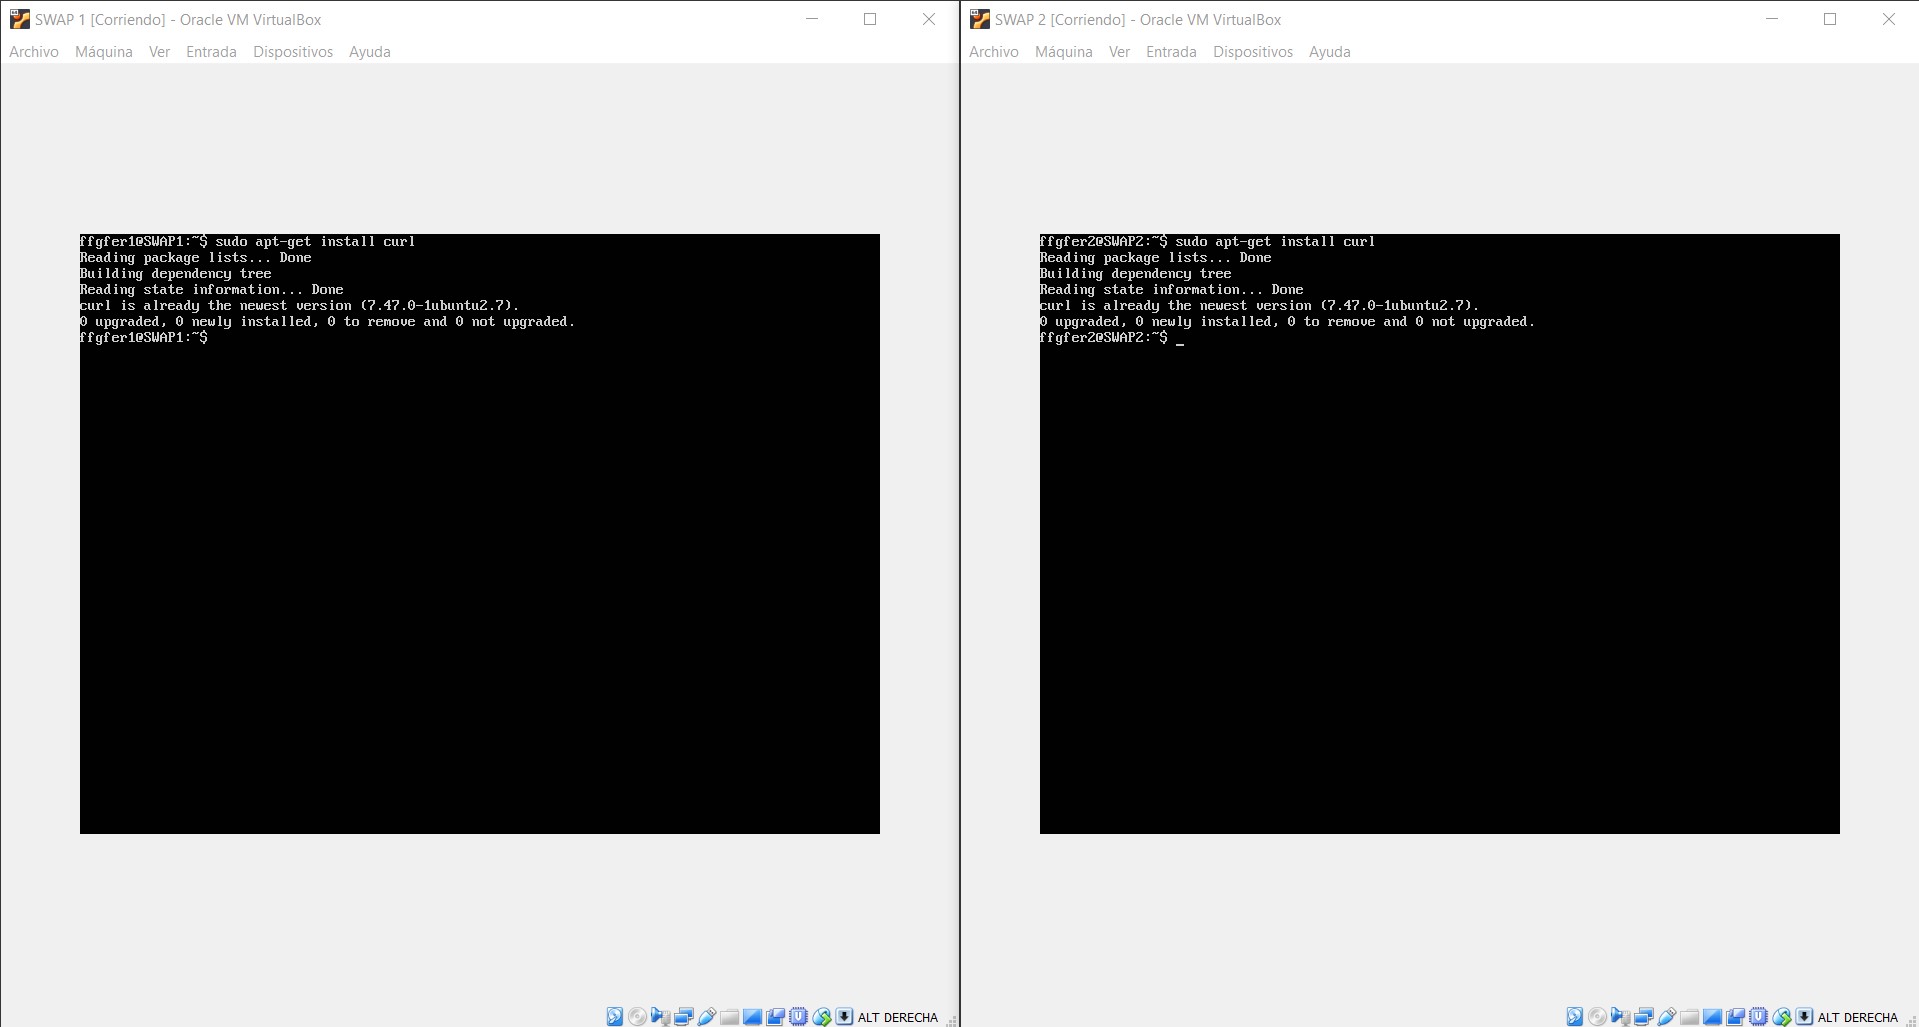 SWAP 1 [Corriendo] - Oracle VM VirtualBox
Archivo Máquina Ver Entrada Dispositivos Ayuda
ffgfer1@SWAP1:~$ sudo apt-get install curl
Reading package lists... Done
Building dependency tree
Reading state information... Done
curl is already the newest version (7.47.0-1ubuntu2.7).
0 upgraded, 0 newly installed, 0 to remove and 0 not upgraded.
ffgfer1@SWAP1:~$
ALT DERECHA
SWAP 2 [Corriendo] - Oracle VM VirtualBox
Archivo Máquina Ver Entrada Dispositivos Ayuda
ffgfer2@SWAP2:~$ sudo apt-get install curl
Reading package lists... Done
Building dependency tree
Reading state information... Done
curl is already the newest version (7.47.0-1ubuntu2.7).
0 upgraded, 0 newly installed, 0 to remove and 0 not upgraded.
ffgfer2@SWAP2:~$ _
ALT DERECHA